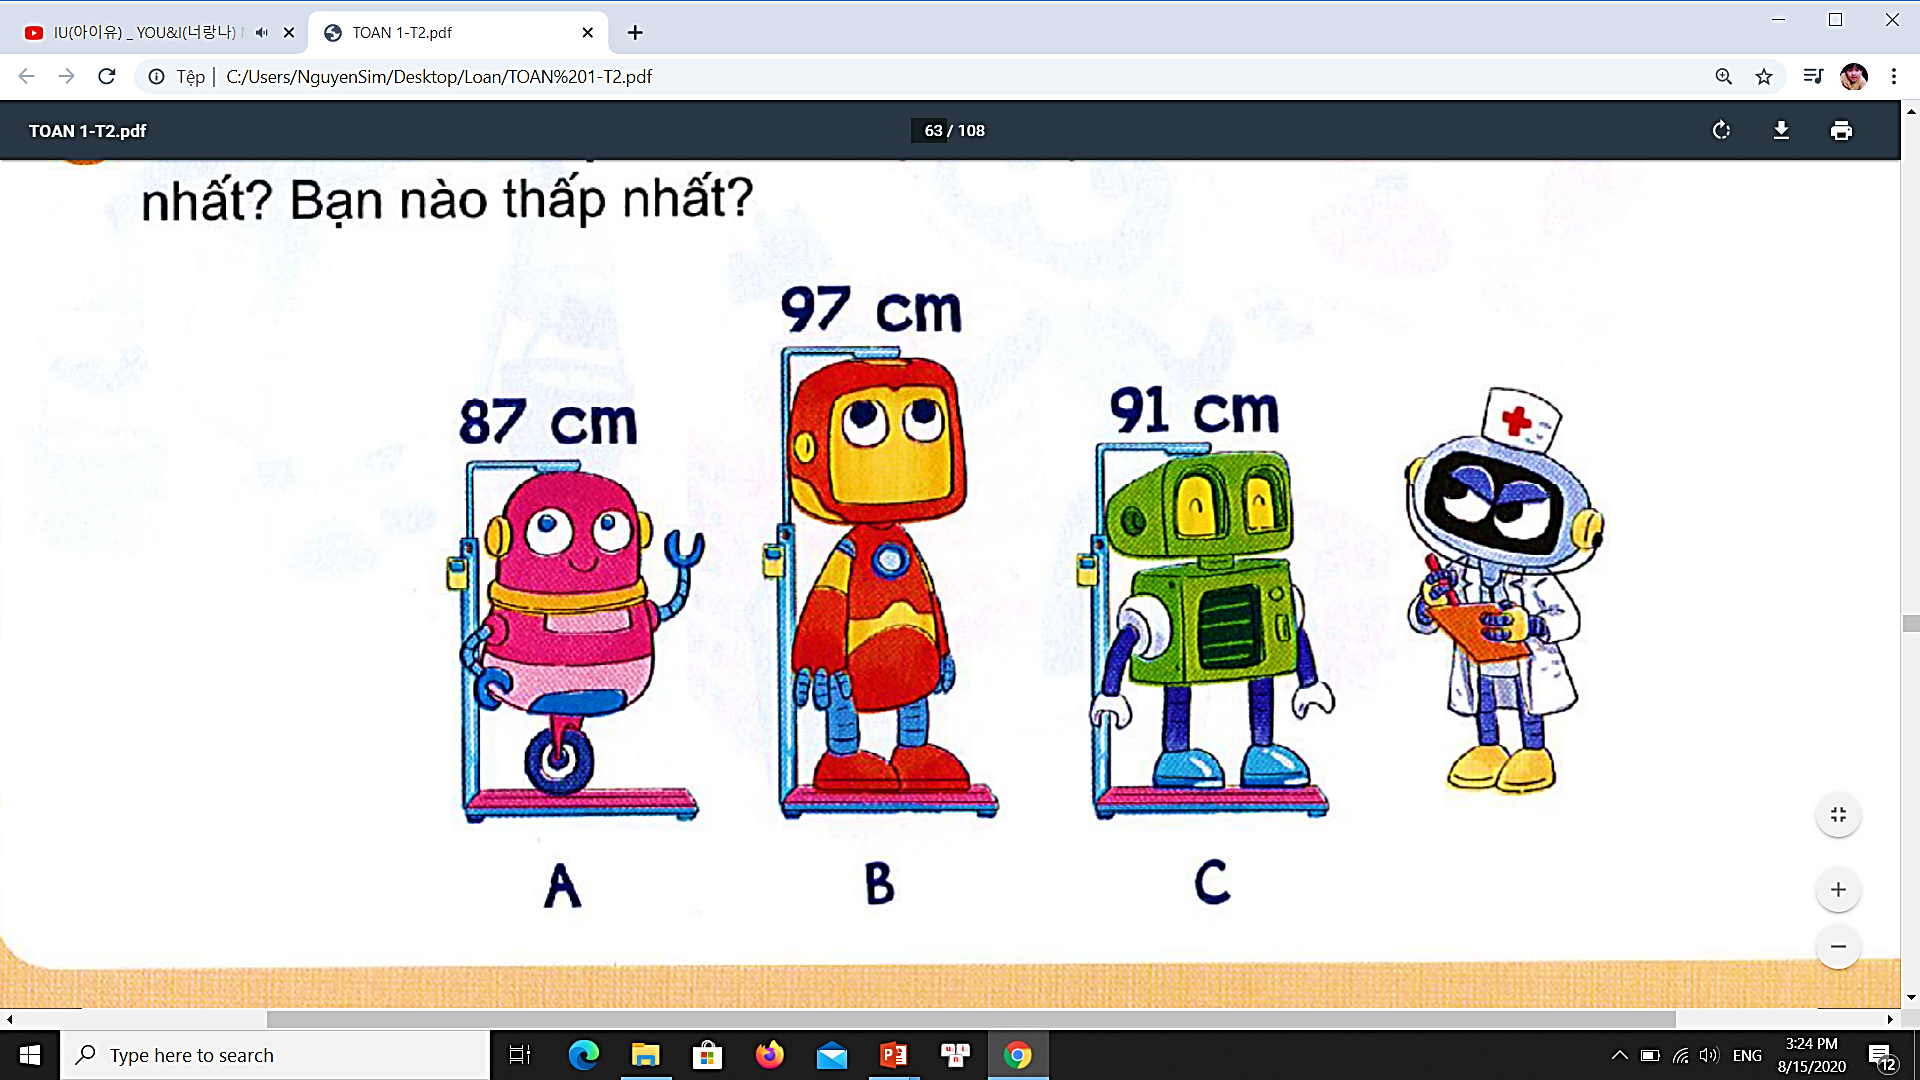 IU(아이유) _ YOU&I(너랑나)
TOAN 1-T2.pdf
Tệp
C:/Users/NguyenSim/Desktop/Loan/TOAN%201-T2.pdf
TOAN 1-T2.pdf
63 / 108
nhất? Bạn nào thấp nhất?
97 cm
87 cm
91 cm
A
B
C
Type here to search
ENG
3:24 PM
8/15/2020
12